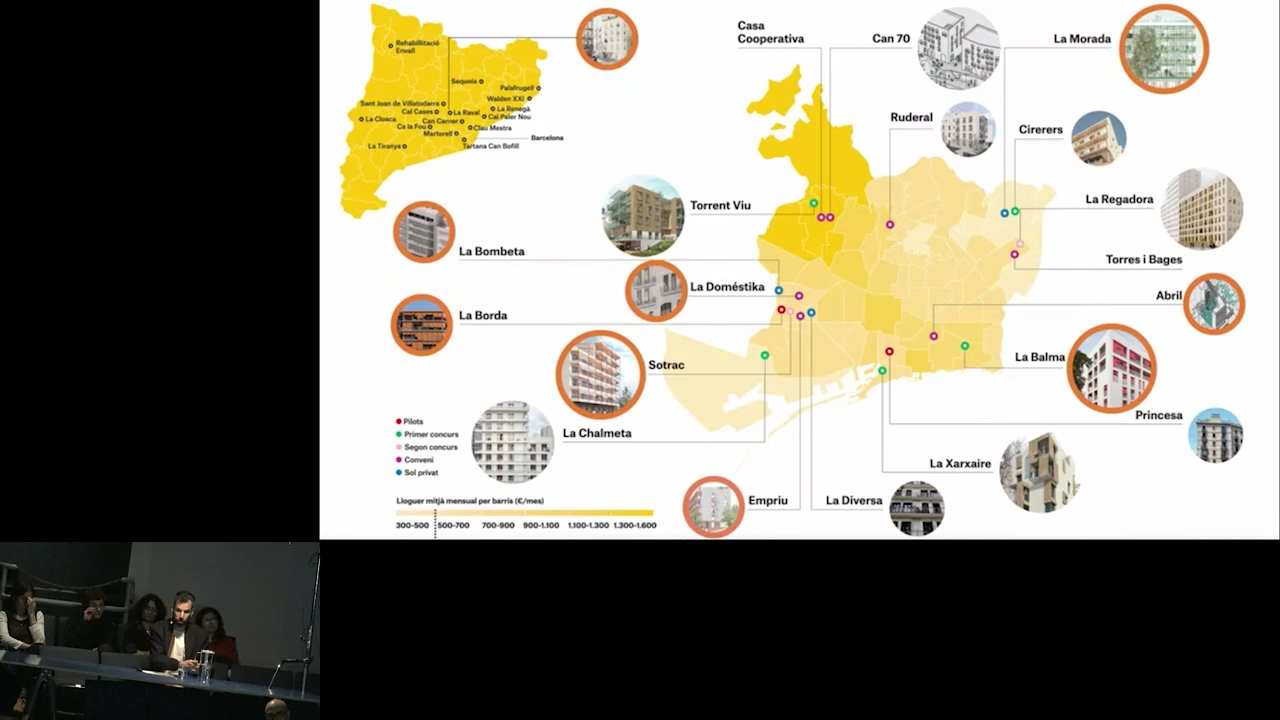 Rehabilitació
Envall
Sequoia
Palafrugell
Walden XXI
Sant Joan de Vilatodarra
La Renegà
Cal Cases
La Raval
Cal Paler Nou
La Closca
Can Carner
Ca la Fou
Clau Mestra
Martorell
Barcelona
La Tiranya
Tartana Can Bofill
Casa
Cooperativa
Can 70
La Morada
Ruderal
Cirerers
La Regadora
Torrent Viu
La Bombeta
Torres i Bages
La Doméstika
Abril
La Borda
Sotrac
La Balma
Princesa
La Chalmeta
La Xarxaire
Empriu
La Diversa
Pilots
Primer concurs
Segon concurs
Conveni
Sol privat
Lloguer mitjà mensual per barris (€/mes)
300-500 500-700 700-900 900-1.100 1.100-1.300 1.300-1.600